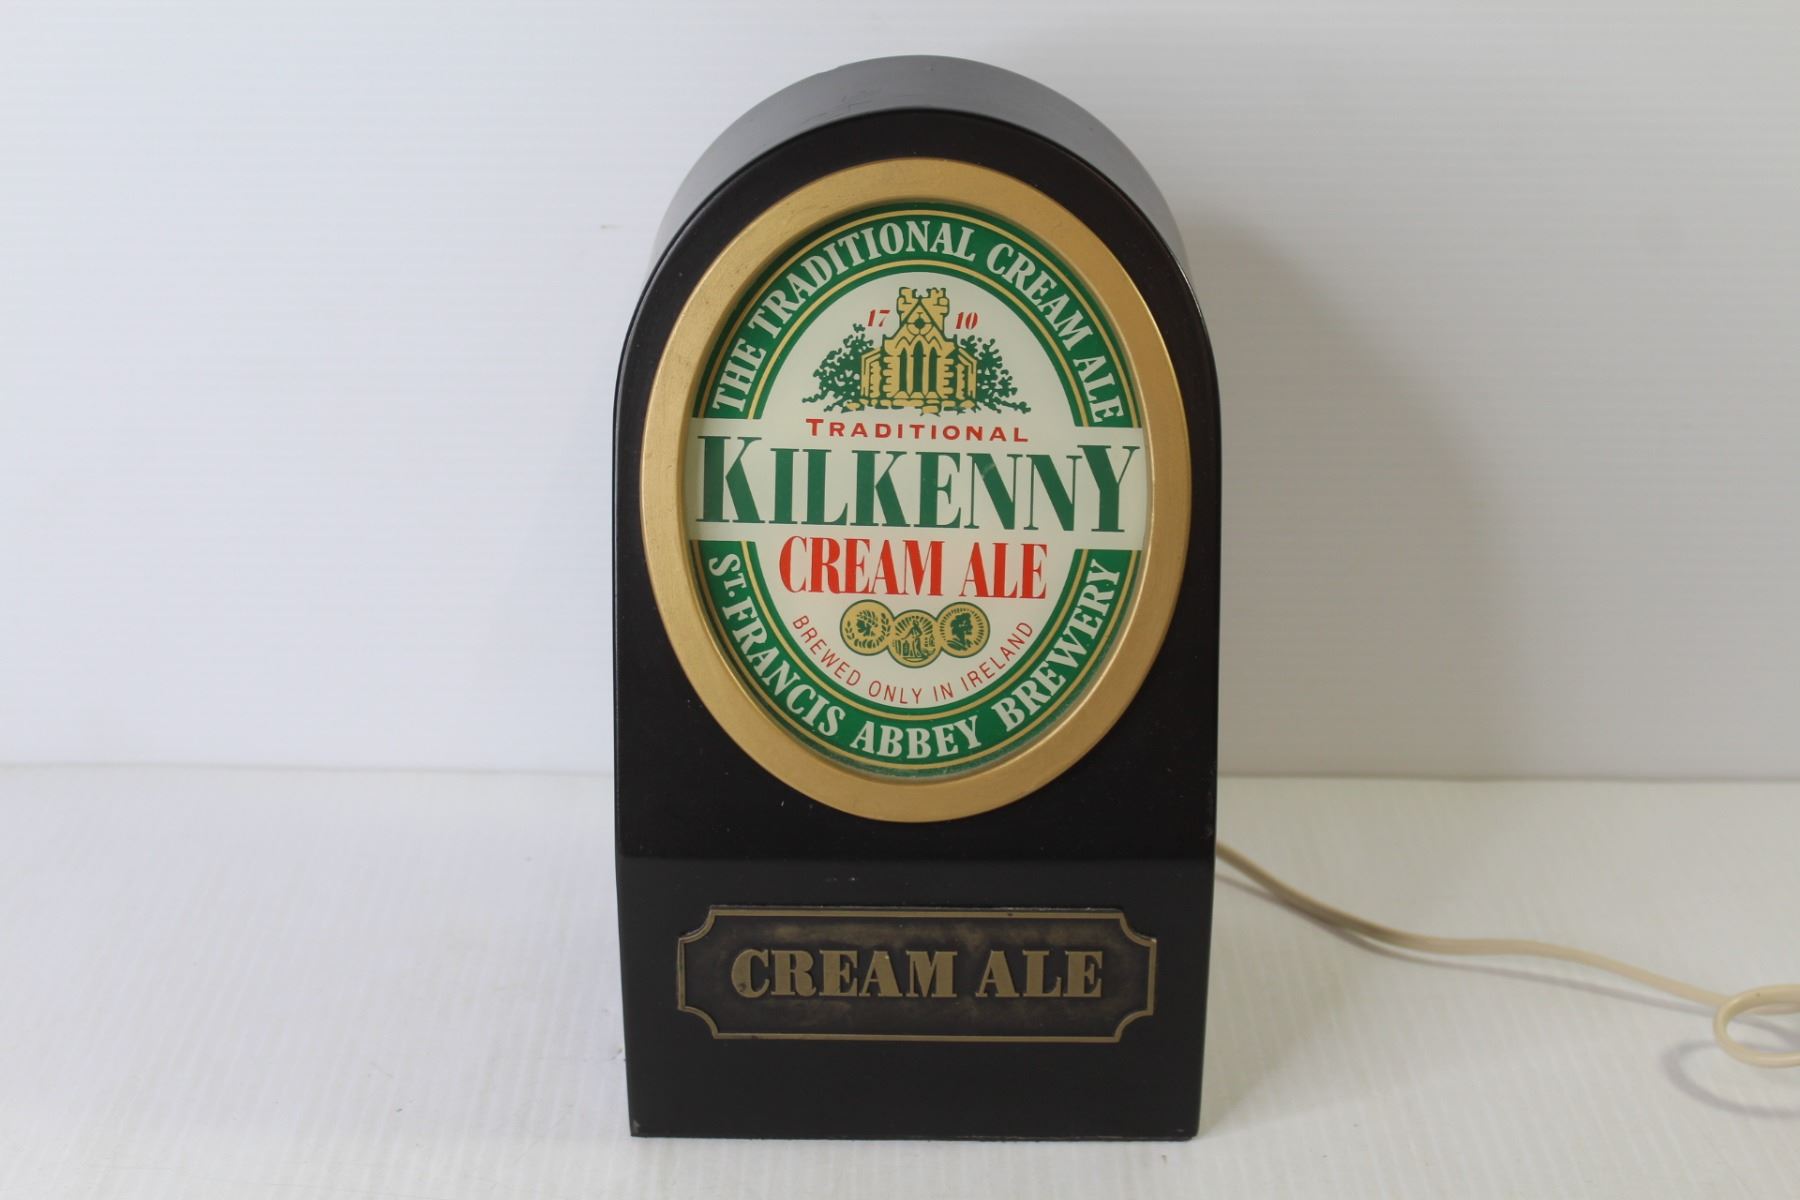 THE TRADITIONAL CREAM ALE
17 10
TRADITIONAL
KILKENNY
CREAM ALE
BREWED ONLY IN IRELAND
ST. FRANCIS ABBEY BREWERY
CREAM ALE